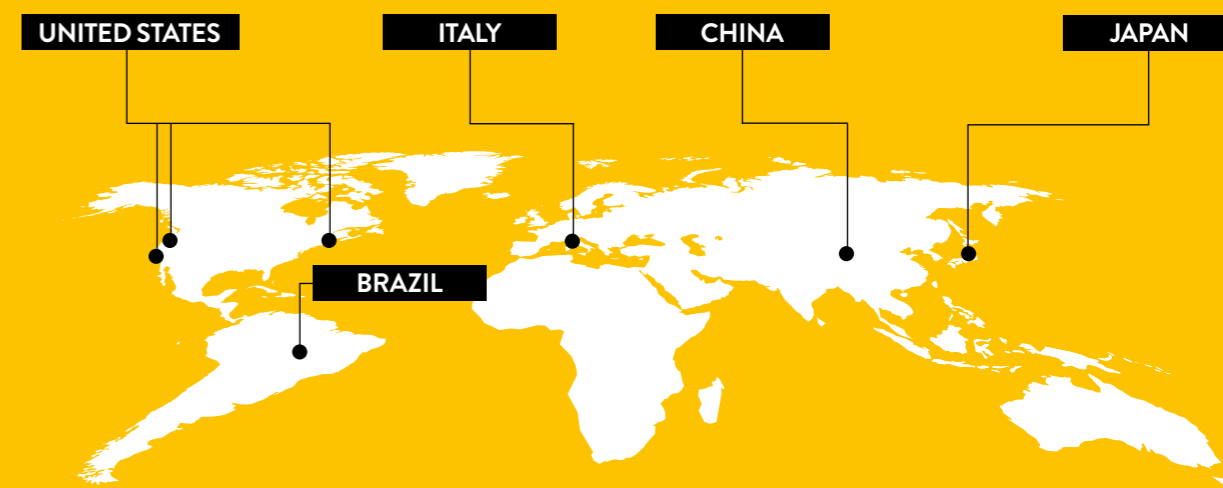 UNITED STATES
ITALY
CHINA
JAPAN
BRAZIL